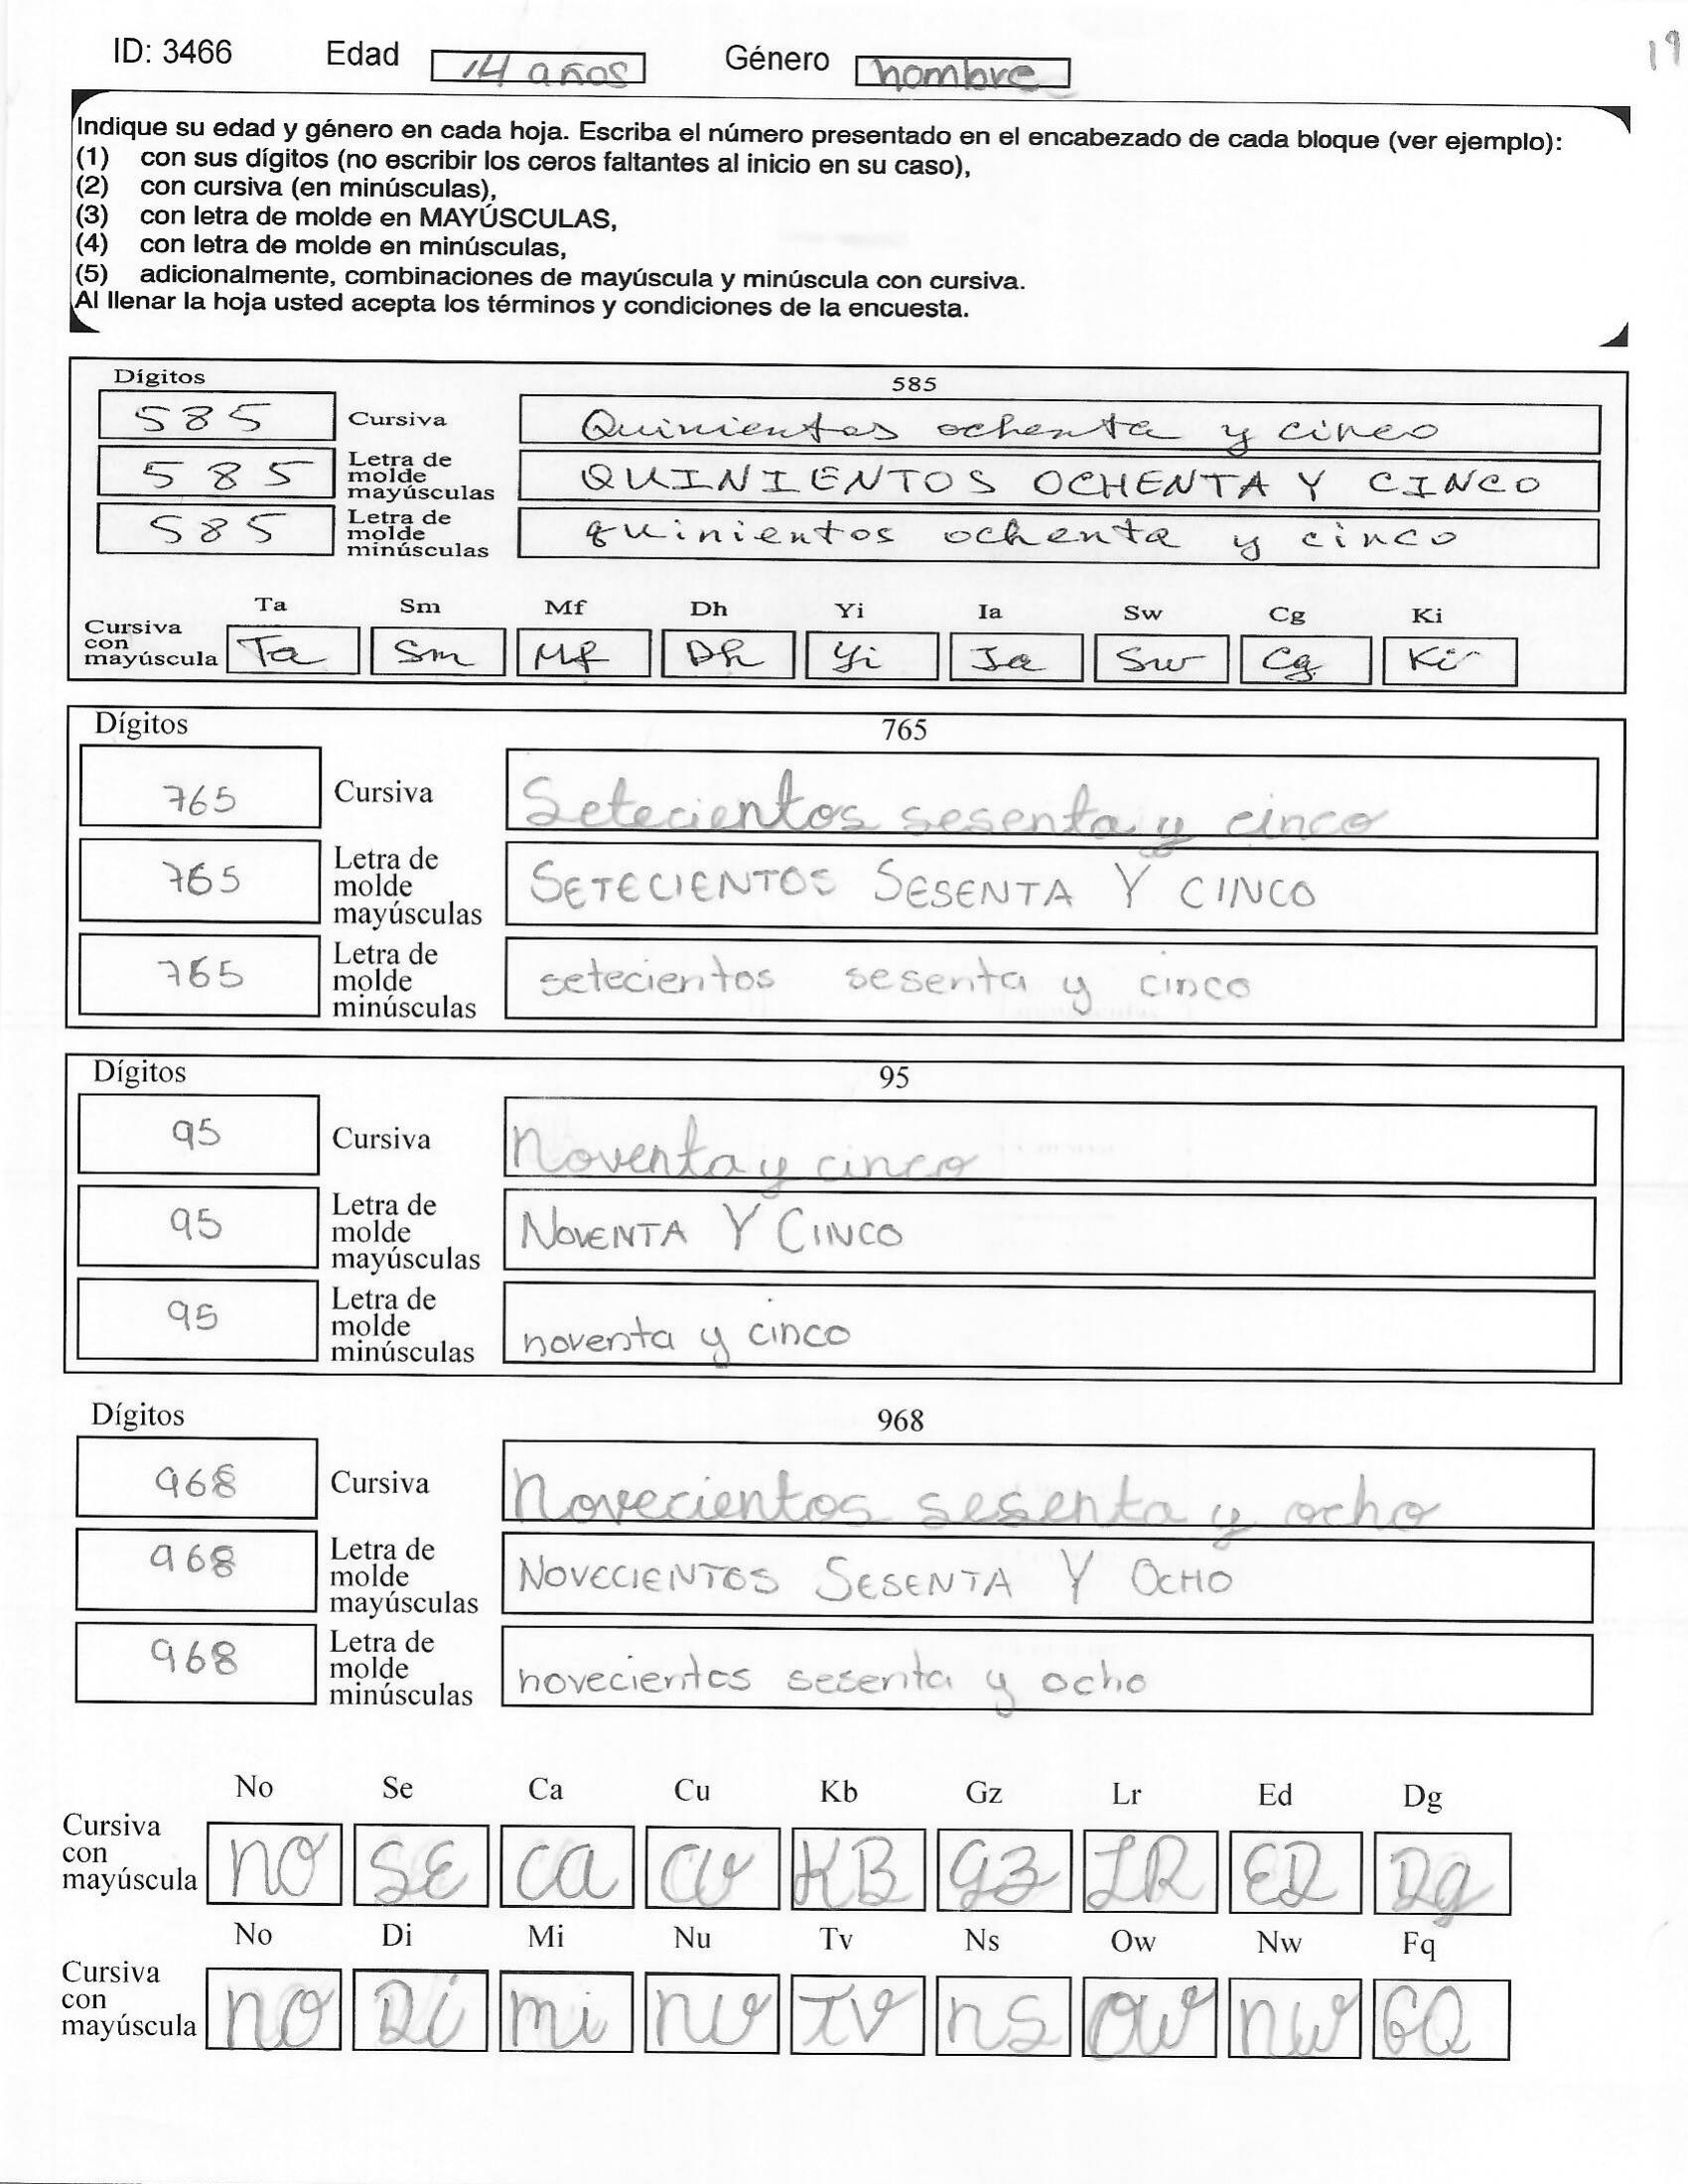 ID: 3466 Edad 14 años Género hombre 19
Indique su edad y género en cada hoja. Escriba el número presentado en el encabezado de cada bloque (ver ejemplo):
(1) con sus dígitos (no escribir los ceros faltantes al inicio en su caso),
(2) con cursiva (en minúsculas),
(3) con letra de molde en MAYÚSCULAS,
(4) con letra de molde en minúsculas,
(5) adicionalmente, combinaciones de mayúscula y minúscula con cursiva.
Al llenar la hoja usted acepta los términos y condiciones de la encuesta.
Dígitos 585
585 Cursiva Quinientos ochenta y cinco
585 Letra de molde mayúsculas QUINIENTOS OCHENTA Y CINCO
585 Letra de molde minúsculas quinientos ochenta y cinco
Ta Sm Mf Dh Yi Ia Sw Cg Ki
Cursiva con mayúscula Ta Sm Mf Dh Yi Ia Sw Cg Ki
Dígitos 765
765 Cursiva Setecientos sesenta y cinco
765 Letra de molde mayúsculas SETECIENTOS SESENTA Y CINCO
765 Letra de molde minúsculas setecientos sesenta y cinco
Dígitos 95
95 Cursiva Noventa y cinco
95 Letra de molde mayúsculas NOVENTA Y CINCO
95 Letra de molde minúsculas noventa y cinco
Dígitos 968
968 Cursiva Novecientos sesenta y ocho
968 Letra de molde mayúsculas NOVECIENTOS SESENTA Y OCHO
968 Letra de molde minúsculas novecientos sesenta y ocho
No Se Ca Cu Kb Gz Lr Ed Dg
Cursiva con mayúscula NO SE CA CU KB GZ LR ED Dg
No Di Mi Nu Tv Ns Ow Nw Fq
Cursiva con mayúscula NO Di mi NU TV NS OW NW GQ